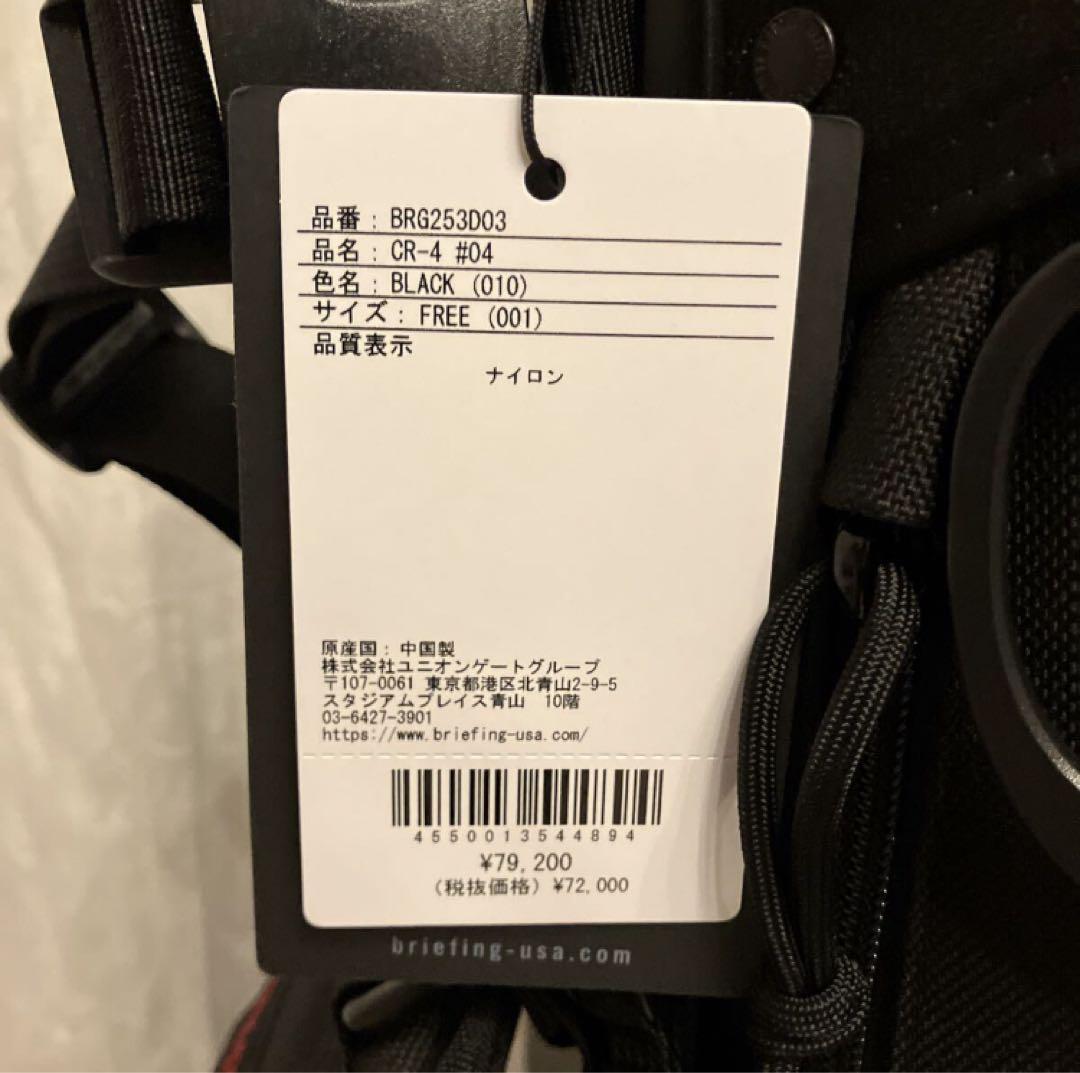 品番 : BRG253D03
品名 : CR-4 #04
色名 : BLACK (010)
サイズ : FREE (001)
品質表示
ナイロン
原産国 : 中国製
株式会社ユニオンゲートグループ
〒107-0061 東京都港区北青山2-9-5
スタジアムプレイス青山 10階
03-6427-3901
https://www.briefing-usa.com/
4550013544894
¥79,200
(税抜価格) ¥72,000
briefing-usa.com